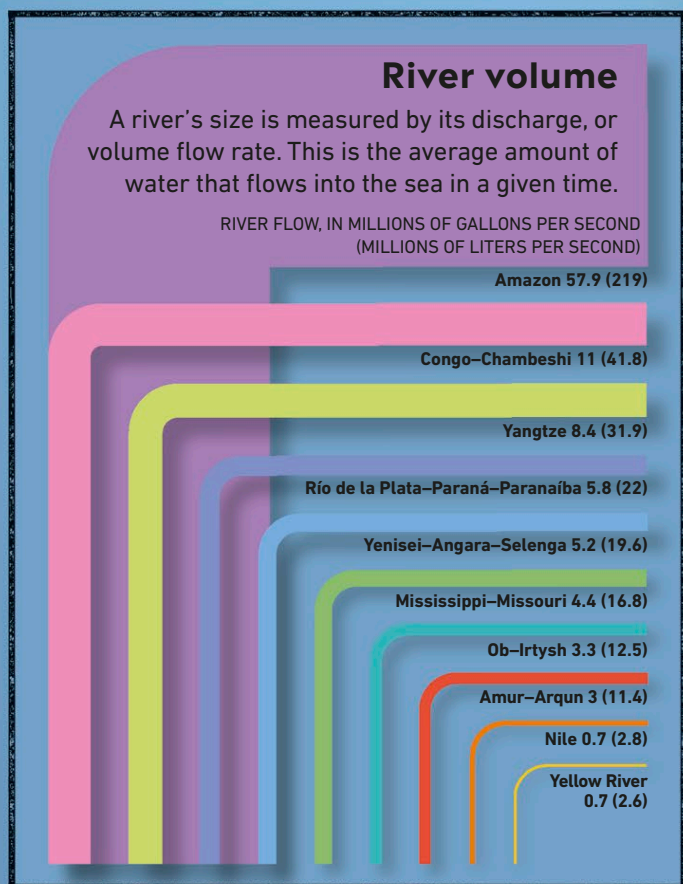 River volume
A river’s size is measured by its discharge, or
volume flow rate. This is the average amount of
water that flows into the sea in a given time.
RIVER FLOW, IN MILLIONS OF GALLONS PER SECOND
(MILLIONS OF LITERS PER SECOND)
Amazon 57.9 (219)
Congo–Chambeshi 11 (41.8)
Yangtze 8.4 (31.9)
Río de la Plata–Paraná–Paranaíba 5.8 (22)
Yenisei–Angara–Selenga 5.2 (19.6)
Mississippi–Missouri 4.4 (16.8)
Ob–Irtysh 3.3 (12.5)
Amur–Arqun 3 (11.4)
Nile 0.7 (2.8)
Yellow River
0.7 (2.6)